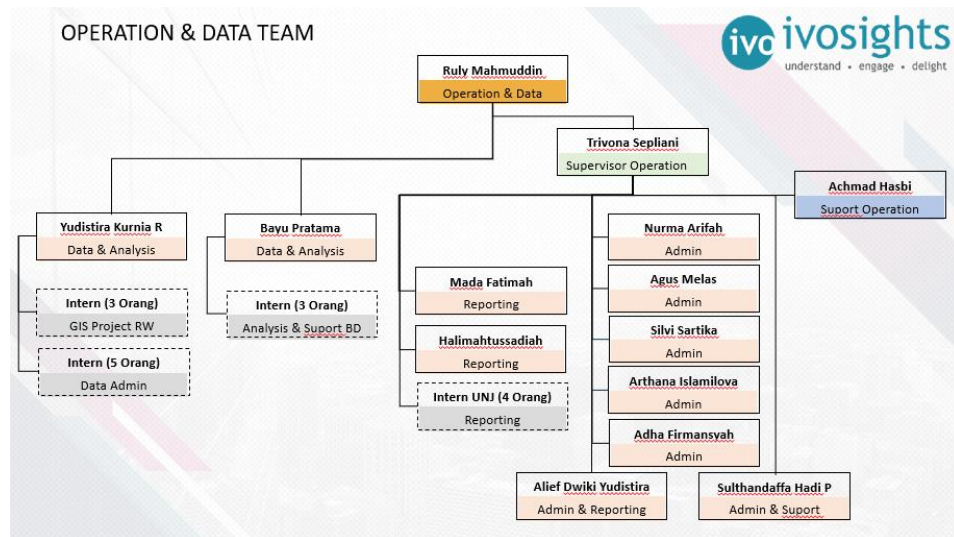 OPERATION & DATA TEAM
ivo ivosights
understand • engage • delight
Ruly Mahmuddin
Operation & Data
Trivona Sepliani
Supervisor Operation
Achmad Hasbi
Suport Operation
Yudistira Kurnia R
Data & Analysis
Bayu Pratama
Data & Analysis
Intern (3 Orang)
GIS Project RW
Intern (3 Orang)
Analysis & Suport BD
Intern (5 Orang)
Data Admin
Mada Fatimah
Reporting
Halimahtussadiah
Reporting
Intern UNJ (4 Orang)
Reporting
Nurma Arifah
Admin
Agus Melas
Admin
Silvi Sartika
Admin
Arthana Islamilova
Admin
Adha Firmansyah
Admin
Alief Dwiki Yudistira
Admin & Reporting
Sulthandaffa Hadi P
Admin & Suport